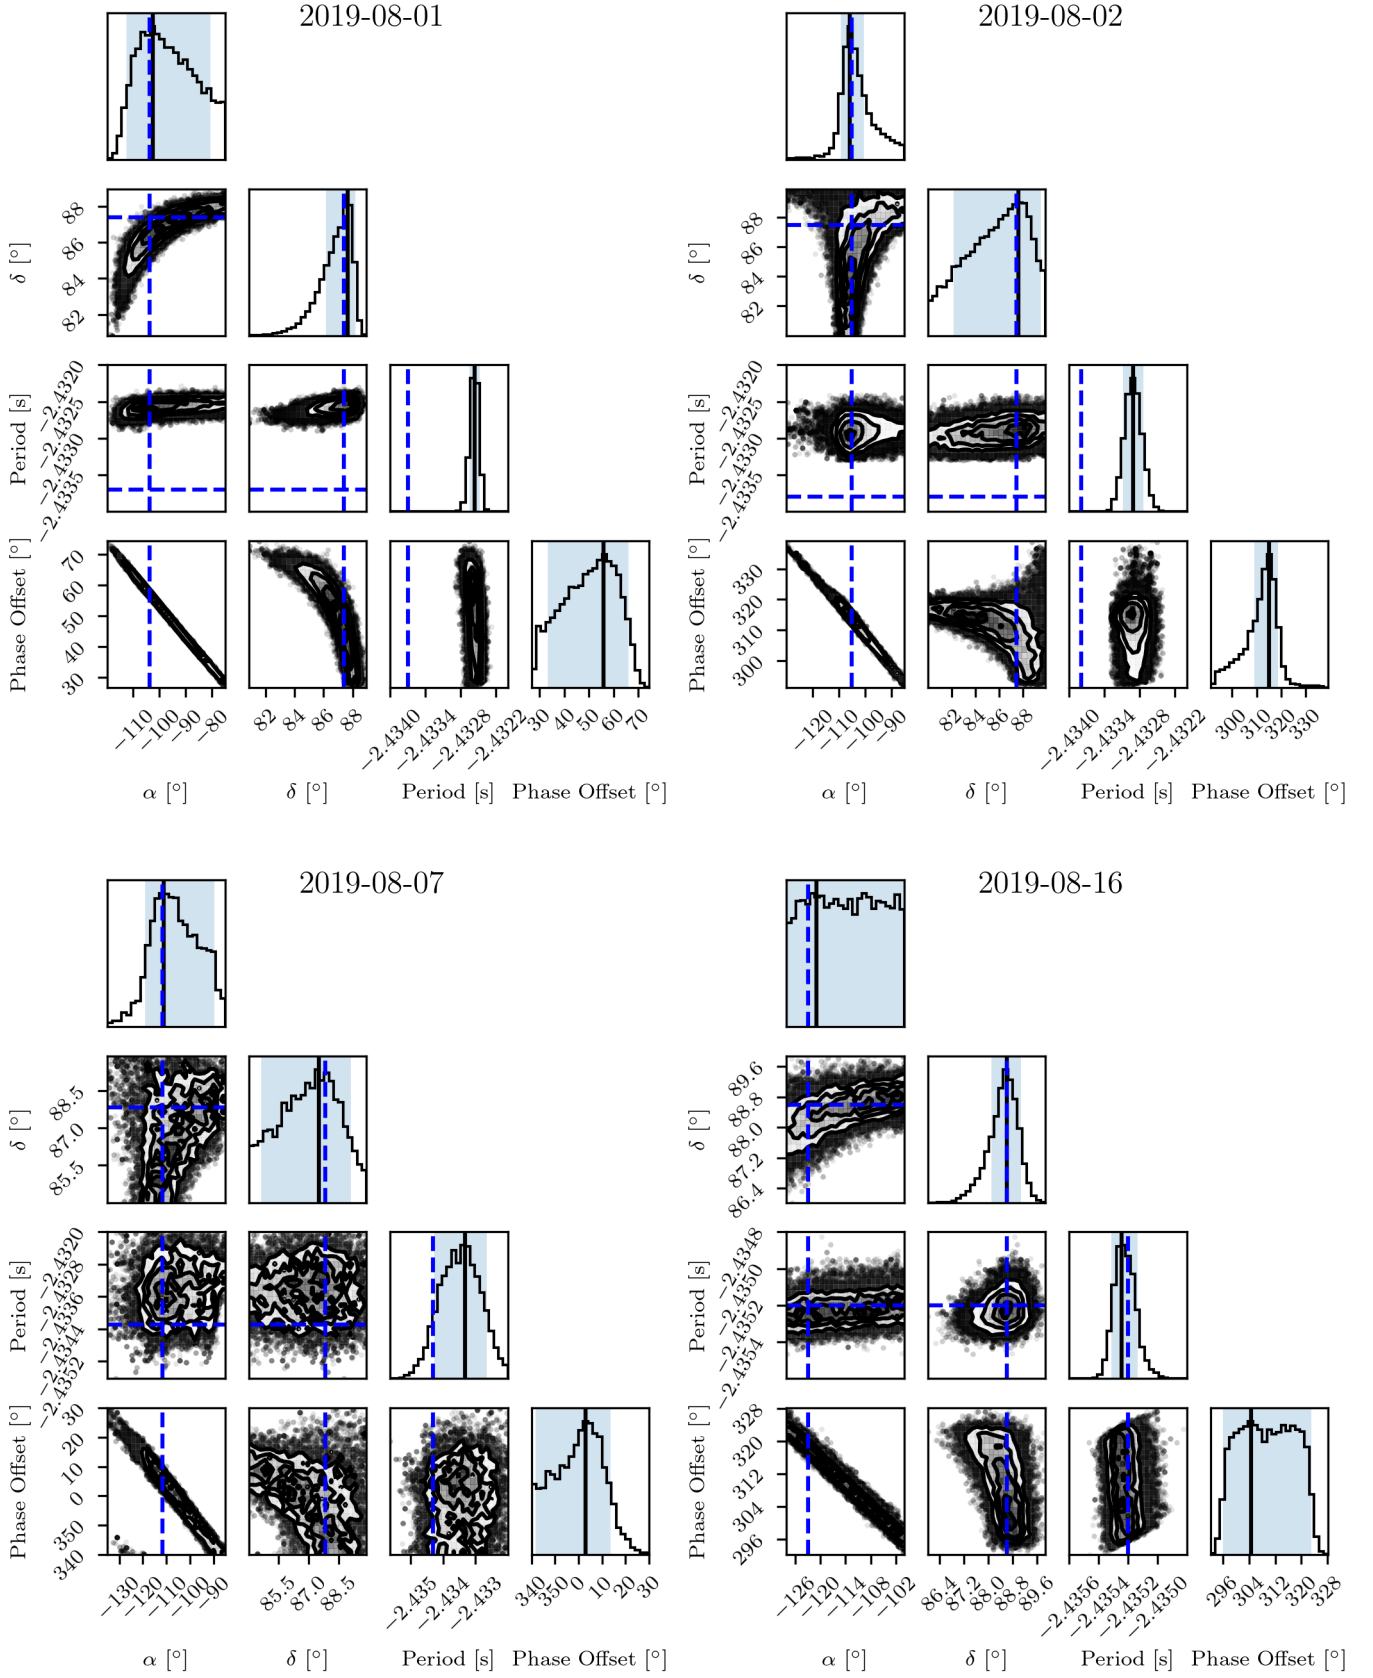 2019-08-01
δ [°]
88
86
84
82
Period [s]
−2.4320
−2.4325
−2.4330
−2.4335
Phase Offset [°]
70
60
50
40
30
−110 −100 −90 −80
82 84 86 88
−2.4340 −2.4334 −2.4328 −2.4322
30 40 50 60 70
α [°] δ [°] Period [s] Phase Offset [°]
2019-08-02
δ [°]
88
86
84
82
Period [s]
−2.4320
−2.4325
−2.4330
−2.4335
Phase Offset [°]
330
320
310
300
−120 −110 −100 −90
82 84 86 88
−2.4340 −2.4334 −2.4328 −2.4322
300 310 320 330
α [°] δ [°] Period [s] Phase Offset [°]
2019-08-07
δ [°]
88.5
87.0
85.5
Period [s]
−2.4320
−2.4328
−2.4336
−2.4344
−2.4352
Phase Offset [°]
30
20
10
0
350
340
−130 −120 −110 −100 −90
85.5 87.0 88.5
−2.435 −2.434 −2.433
340 350 0 10 20 30
α [°] δ [°] Period [s] Phase Offset [°]
2019-08-16
δ [°]
89.6
88.8
88.0
87.2
86.4
Period [s]
−2.4348
−2.4350
−2.4352
−2.4354
Phase Offset [°]
328
320
312
304
296
−126 −120 −114 −108 −102
86.4 87.2 88.0 88.8 89.6
−2.4356 −2.4354 −2.4352 −2.4350
296 304 312 320 328
α [°] δ [°] Period [s] Phase Offset [°]